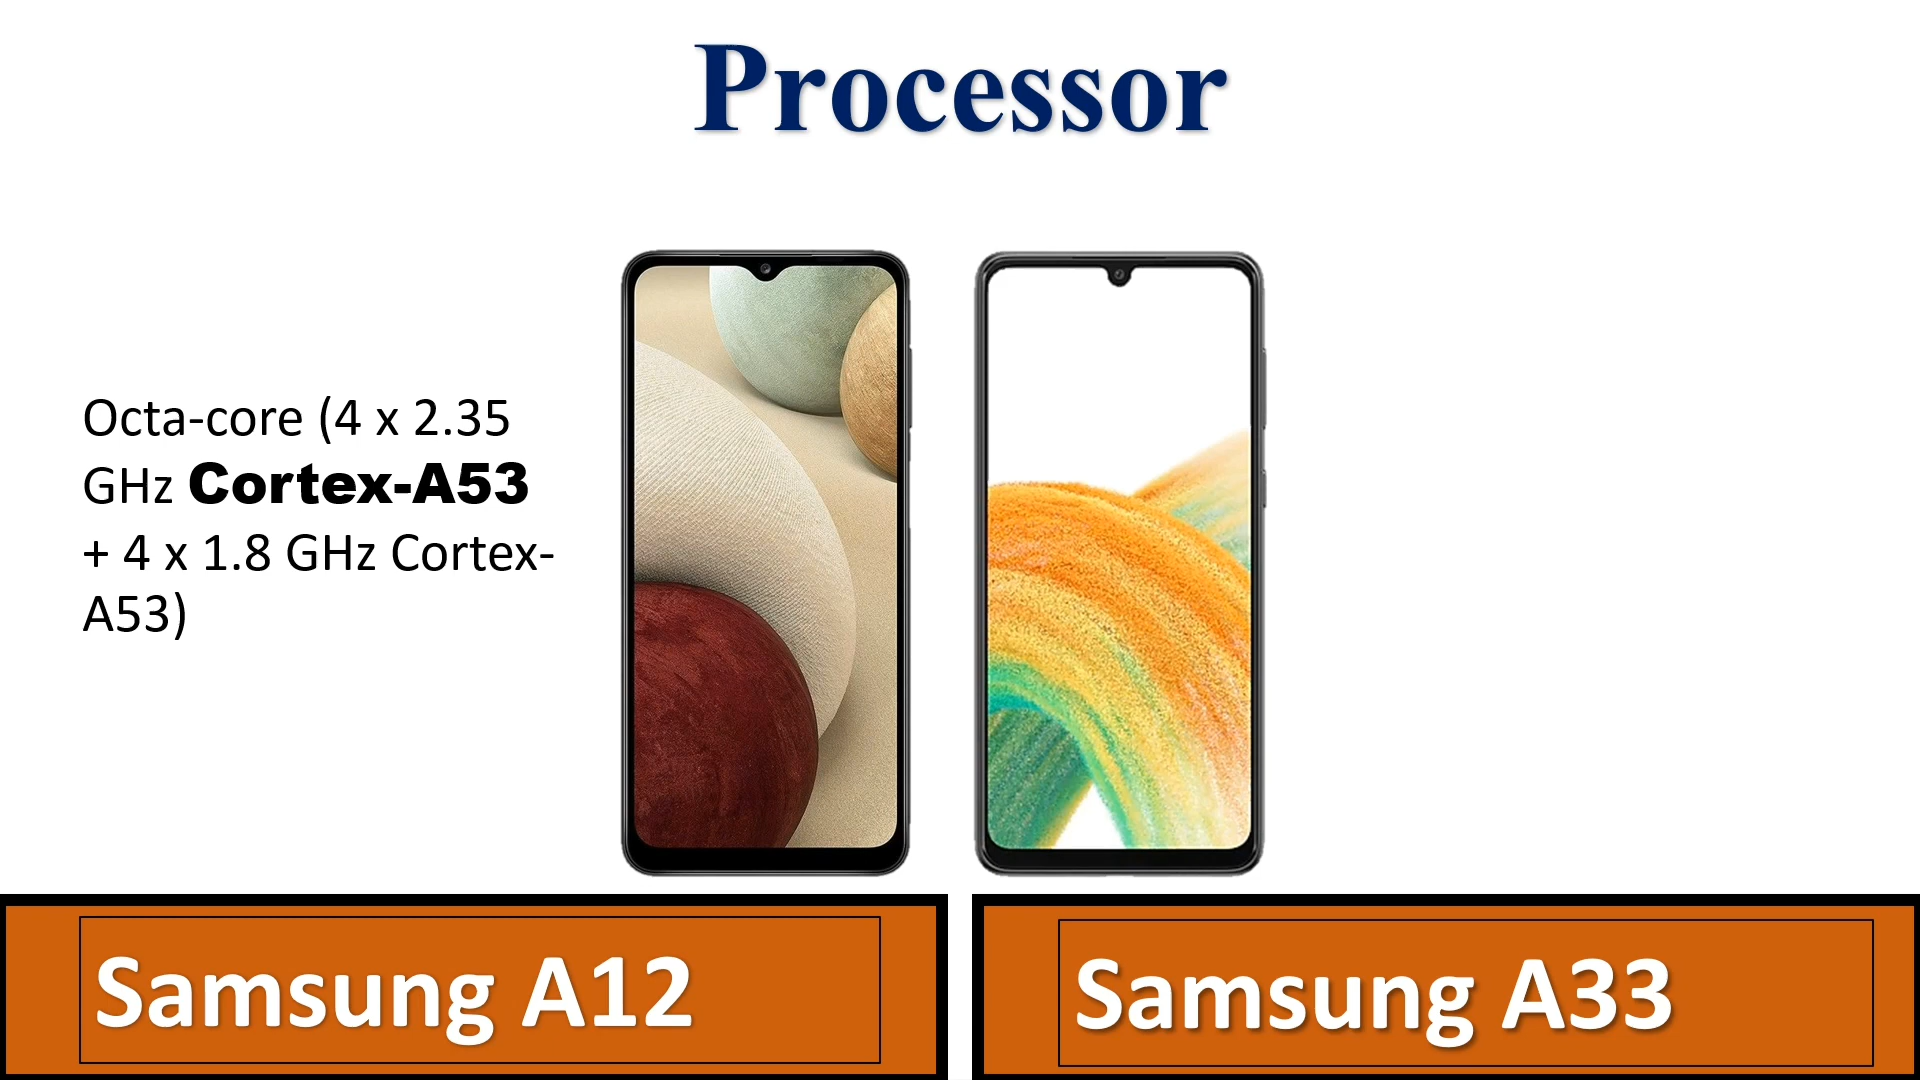 Processor
Octa-core (4 x 2.35
GHz Cortex-A53
+ 4 x 1.8 GHz Cortex-
A53)
Samsung A12
Samsung A33